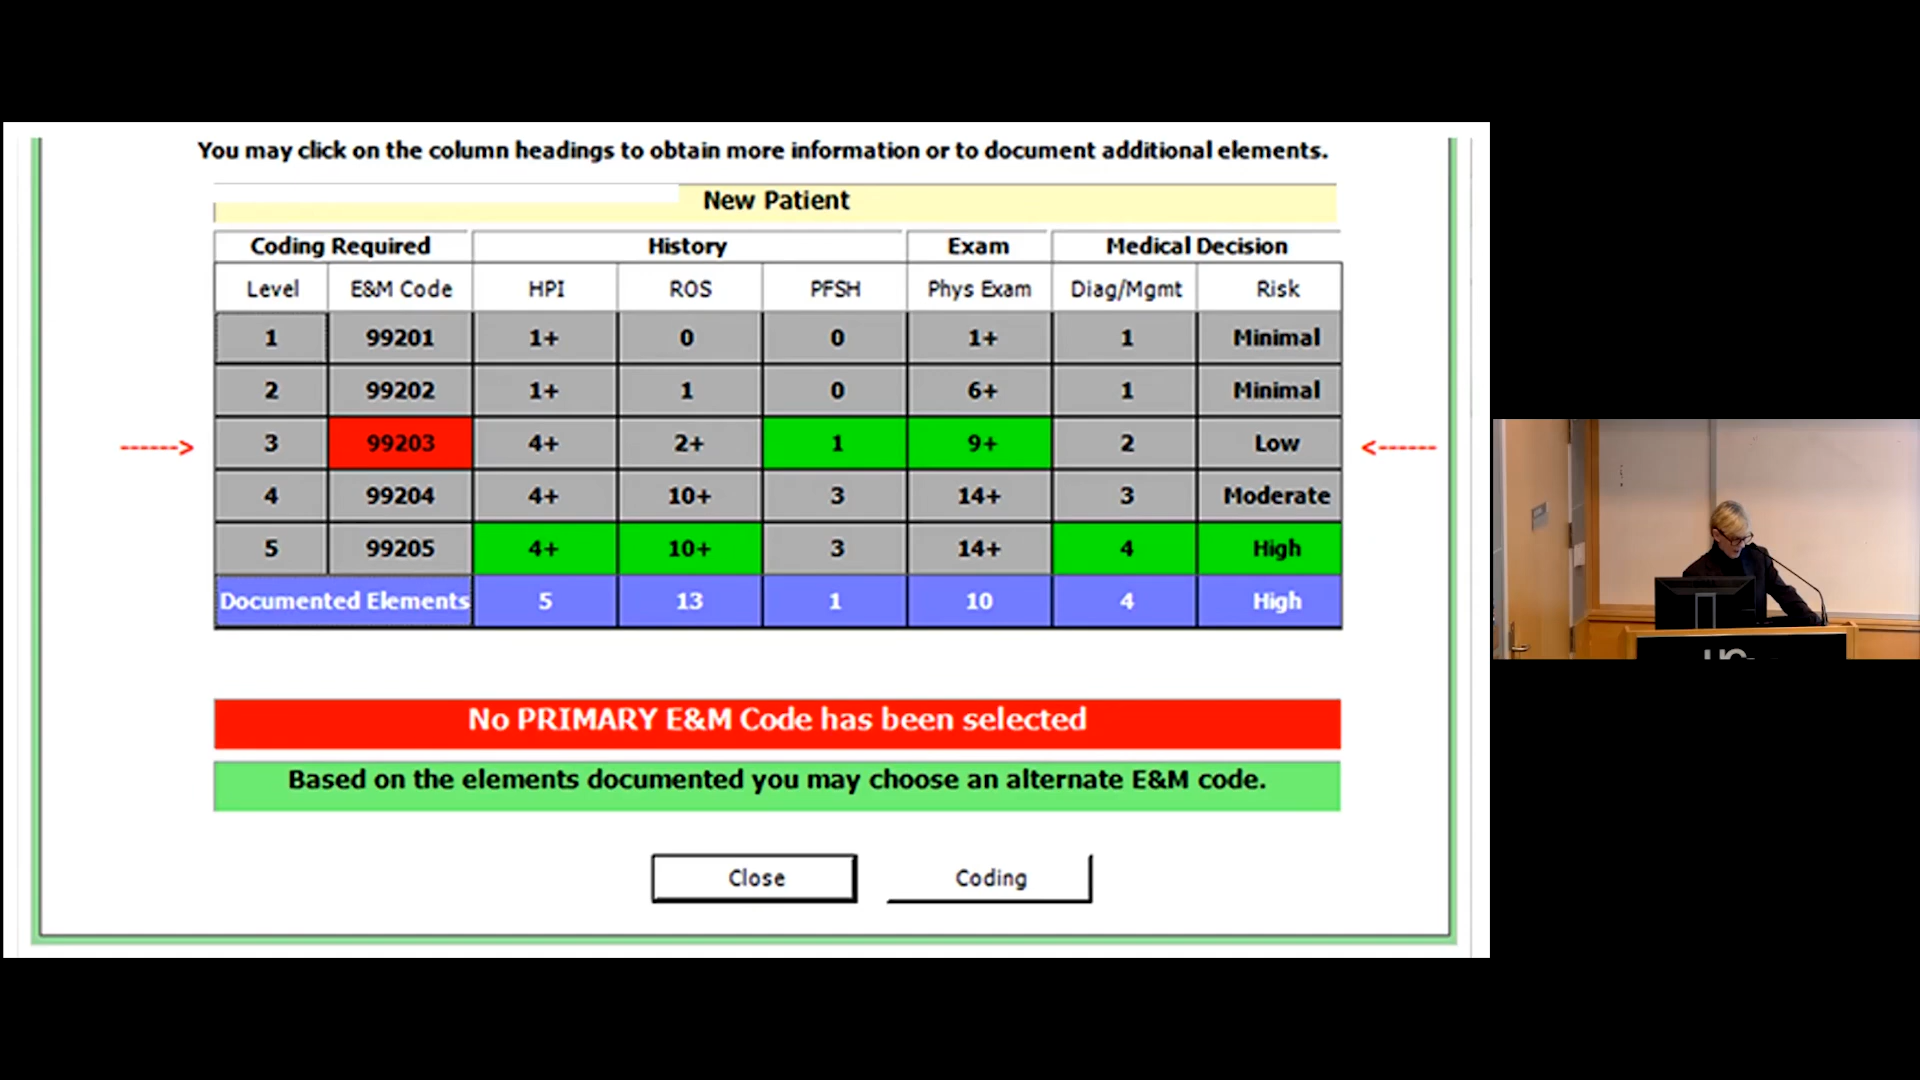 You may click on the column headings to obtain more information or to document additional elements.
New Patient
Coding Required History Exam Medical Decision
Level E&M Code HPI ROS PFSH Phys Exam Diag/Mgmt Risk
1 99201 1+ 0 0 1+ 1 Minimal
2 99202 1+ 1 0 6+ 1 Minimal
------> 3 99203 4+ 2+ 1 9+ 2 Low <------
4 99204 4+ 10+ 3 14+ 3 Moderate
5 99205 4+ 10+ 3 14+ 4 High
Documented Elements 5 13 1 10 4 High
No PRIMARY E&M Code has been selected
Based on the elements documented you may choose an alternate E&M code.
Close Coding